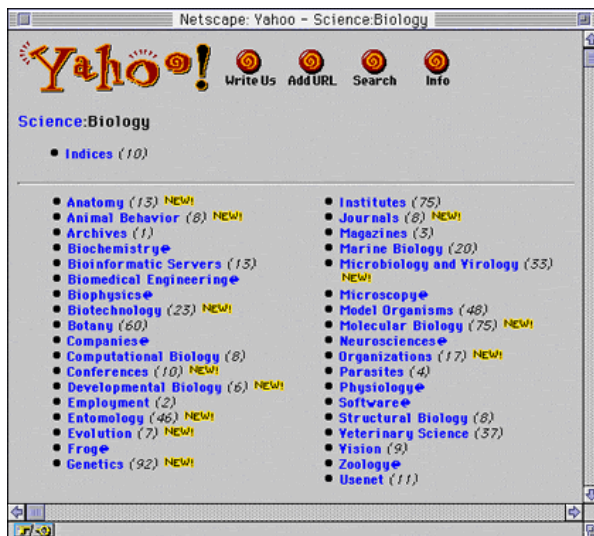 Netscape: Yahoo - Science:Biology
Yahoo!
Write Us Add URL Search Info
Science:Biology
Indices (10)
Anatomy (13) NEW!
Animal Behavior (8) NEW!
Archives (1)
Biochemistry@
Bioinformatic Servers (13)
Biomedical Engineering@
Biophysics@
Biotechnology (23) NEW!
Botany (60)
Companies@
Computational Biology (8)
Conferences (10) NEW!
Developmental Biology (6) NEW!
Employment (2)
Entomology (46) NEW!
Evolution (7) NEW!
Frog@
Genetics (92) NEW!
Institutes (75)
Journals (8) NEW!
Magazines (3)
Marine Biology (20)
Microbiology and Virology (33)
NEW!
Microscopy@
Model Organisms (48)
Molecular Biology (75) NEW!
Neurosciences@
Organizations (17) NEW!
Parasites (4)
Physiology@
Software@
Structural Biology (8)
Veterinary Science (37)
Vision (9)
Zoology@
Usenet (11)